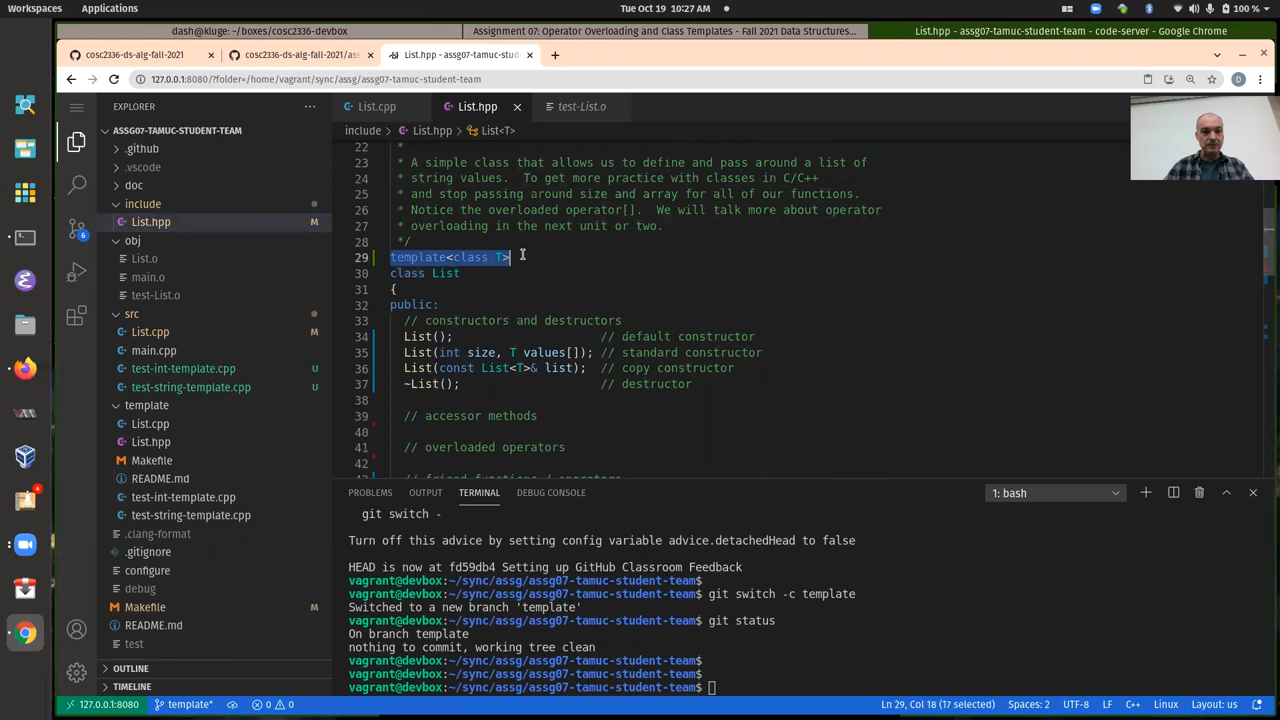 Workspaces Applications Tue Oct 19 10:27 AM 100 %
dash@kluge: ~/boxes/cosc2336-devbox Assignment 07: Operator Overloading and Class Templates - Fall 2021 Data Structures... List.hpp - assg07-tamuc-student-team - code-server - Google Chrome
cosc2336-ds-alg-fall-2021 cosc2336-ds-alg-fall-2021/ass List.hpp - assg07-tamuc-stud
127.0.0.1:8080/?folder=/home/vagrant/sync/assg/assg07-tamuc-student-team D
EXPLORER
ASSG07-TAMUC-STUDENT-TEAM
.github
.vscode
doc
include
List.hpp M
obj
List.o
main.o
test-List.o
src
List.cpp M
main.cpp
test-int-template.cpp U
test-string-template.cpp U
template
List.cpp
List.hpp
Makefile
README.md
test-int-template.cpp
test-string-template.cpp
.clang-format
.gitignore
configure
debug
Makefile M
README.md
test
OUTLINE
TIMELINE
6
List.cpp List.hpp test-List.o
include List.hpp List<T>
22 *
23 * A simple class that allows us to define and pass around a list of
24 * string values. To get more practice with classes in C/C++
25 * and stop passing around size and array for all of our functions.
26 * Notice the overloaded operator[]. We will talk more about operator
27 * overloading in the next unit or two.
28 */
29 template<class T>
30 class List
31 {
32 public:
33 // constructors and destructors
34 List(); // default constructor
35 List(int size, T values[]); // standard constructor
36 List(const List<T>& list); // copy constructor
37 ~List(); // destructor
38
39 // accessor methods
40
41 // overloaded operators
42
// friend functions / operators
PROBLEMS OUTPUT TERMINAL DEBUG CONSOLE 1: bash
git switch -
Turn off this advice by setting config variable advice.detachedHead to false
HEAD is now at fd59db4 Setting up GitHub Classroom Feedback
vagrant@devbox:~/sync/assg/assg07-tamuc-student-team$
vagrant@devbox:~/sync/assg/assg07-tamuc-student-team$ git switch -c template
Switched to a new branch 'template'
vagrant@devbox:~/sync/assg/assg07-tamuc-student-team$ git status
On branch template
nothing to commit, working tree clean
vagrant@devbox:~/sync/assg/assg07-tamuc-student-team$
vagrant@devbox:~/sync/assg/assg07-tamuc-student-team$
vagrant@devbox:~/sync/assg/assg07-tamuc-student-team$
127.0.0.1:8080 template* 0 0 Ln 29, Col 18 (17 selected) Spaces: 2 UTF-8 LF C++ Linux Layout: us